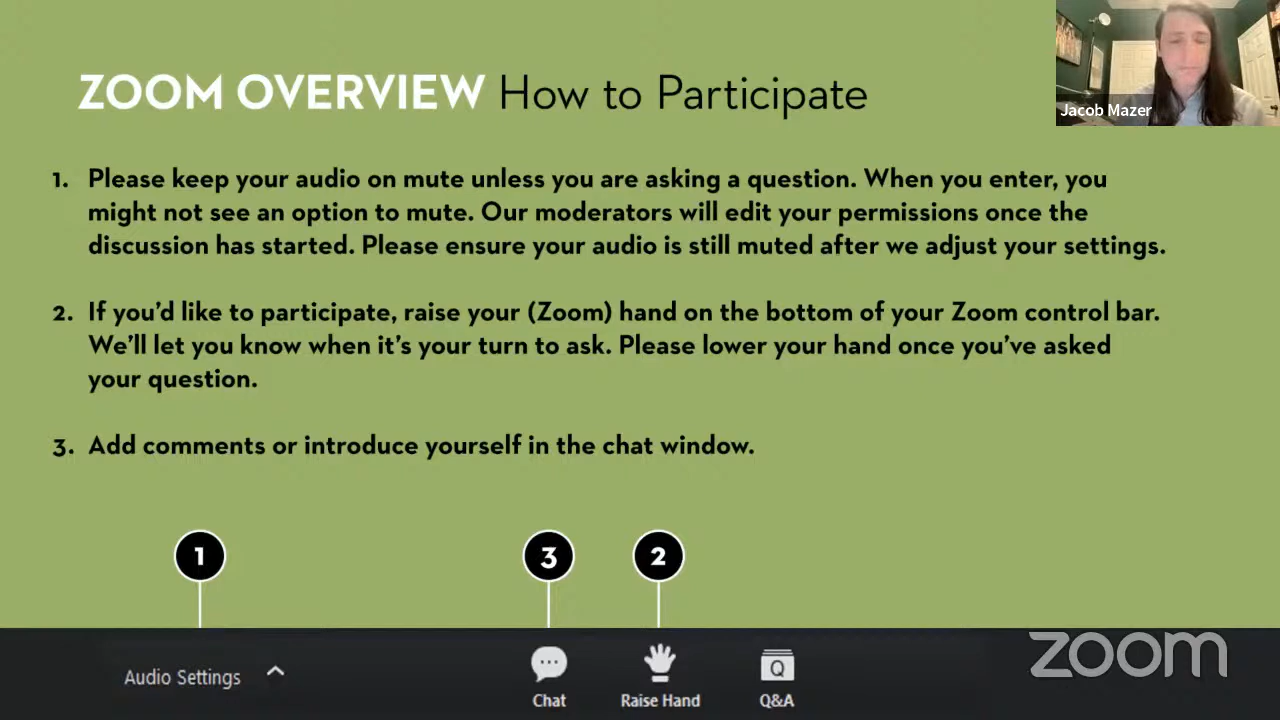 ZOOM OVERVIEW How to Participate
Jacob Mazer
1. Please keep your audio on mute unless you are asking a question. When you enter, you
might not see an option to mute. Our moderators will edit your permissions once the
discussion has started. Please ensure your audio is still muted after we adjust your settings.
2. If you’d like to participate, raise your (Zoom) hand on the bottom of your Zoom control bar.
We’ll let you know when it’s your turn to ask. Please lower your hand once you’ve asked
your question.
3. Add comments or introduce yourself in the chat window.
1 3 2
Audio Settings
Chat
Raise Hand
Q
Q&A
zoom